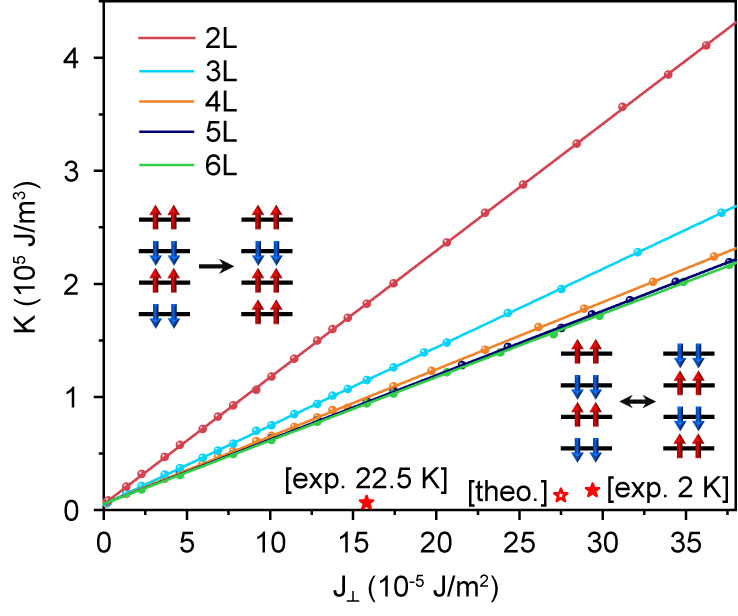 2L
3L
4L
5L
6L
K (10⁵ J/m³)
4
3
2
1
0
[exp. 22.5 K]
[theo.]
[exp. 2 K]
0 5 10 15 20 25 30 35
J⊥ (10⁻⁵ J/m²)